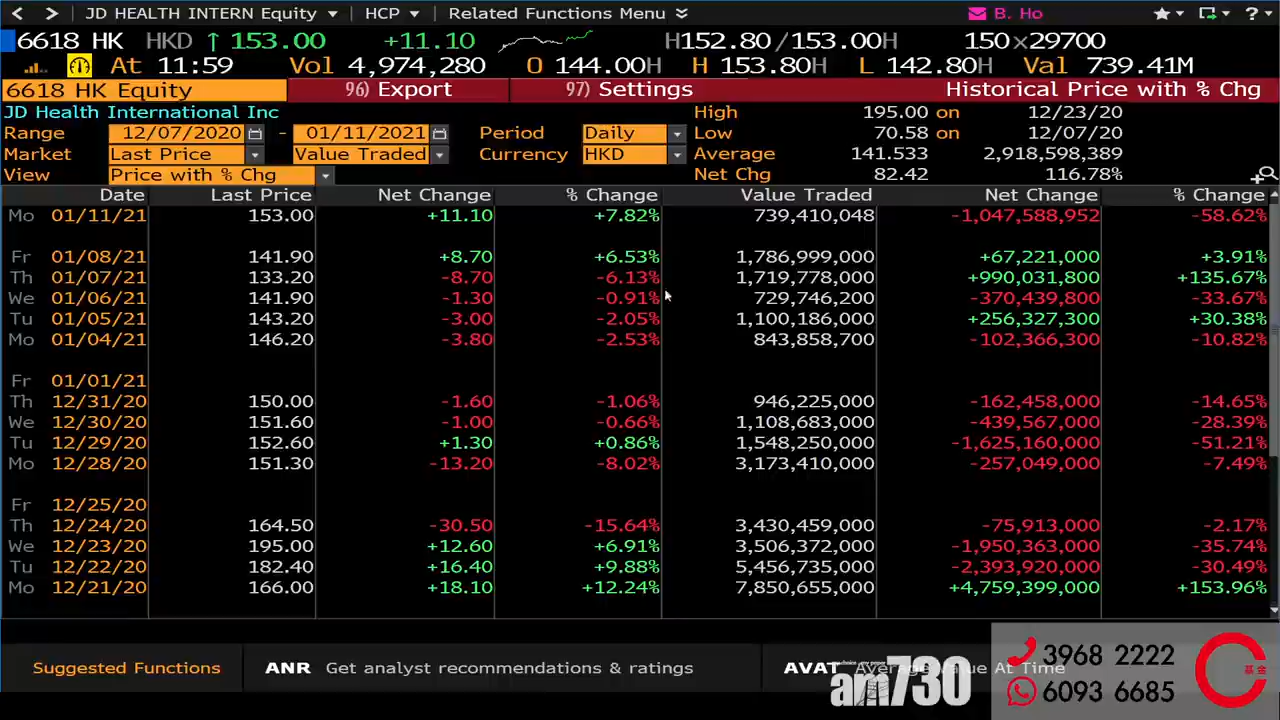 JD HEALTH INTERN Equity HCP Related Functions Menu B. Ho ?
6618 HK HKD ↑ 153.00 +11.10 H152.80/153.00H 150×29700
At 11:59 Vol 4,974,280 O 144.00H H 153.80H L 142.80H Val 739.41M
6618 HK Equity 96) Export 97) Settings Historical Price with % Chg
JD Health International Inc High 195.00 on 12/23/20
Range 12/07/2020 - 01/11/2021 Period Daily Low 70.58 on 12/07/20
Market Last Price Value Traded Currency HKD Average 141.533 2,918,598,389
View Price with % Chg Net Chg 82.42 116.78%
Date Last Price Net Change % Change Value Traded Net Change % Change
Mo 01/11/21 153.00 +11.10 +7.82% 739,410,048 -1,047,588,952 -58.62%
Fr 01/08/21 141.90 +8.70 +6.53% 1,786,999,000 +67,221,000 +3.91%
Th 01/07/21 133.20 -8.70 -6.13% 1,719,778,000 +990,031,800 +135.67%
We 01/06/21 141.90 -1.30 -0.91% 729,746,200 -370,439,800 -33.67%
Tu 01/05/21 143.20 -3.00 -2.05% 1,100,186,000 +256,327,300 +30.38%
Mo 01/04/21 146.20 -3.80 -2.53% 843,858,700 -102,366,300 -10.82%
Fr 01/01/21
Th 12/31/20 150.00 -1.60 -1.06% 946,225,000 -162,458,000 -14.65%
We 12/30/20 151.60 -1.00 -0.66% 1,108,683,000 -439,567,000 -28.39%
Tu 12/29/20 152.60 +1.30 +0.86% 1,548,250,000 -1,625,160,000 -51.21%
Mo 12/28/20 151.30 -13.20 -8.02% 3,173,410,000 -257,049,000 -7.49%
Fr 12/25/20
Th 12/24/20 164.50 -30.50 -15.64% 3,430,459,000 -75,913,000 -2.17%
We 12/23/20 195.00 +12.60 +6.91% 3,506,372,000 -1,950,363,000 -35.74%
Tu 12/22/20 182.40 +16.40 +9.88% 5,456,735,000 -2,393,920,000 -30.49%
Mo 12/21/20 166.00 +18.10 +12.24% 7,850,655,000 +4,759,399,000 +153.96%
Suggested Functions ANR Get analyst recommendations & ratings AVAT Average Value At Time
am730
3968 2222
6093 6685
基金